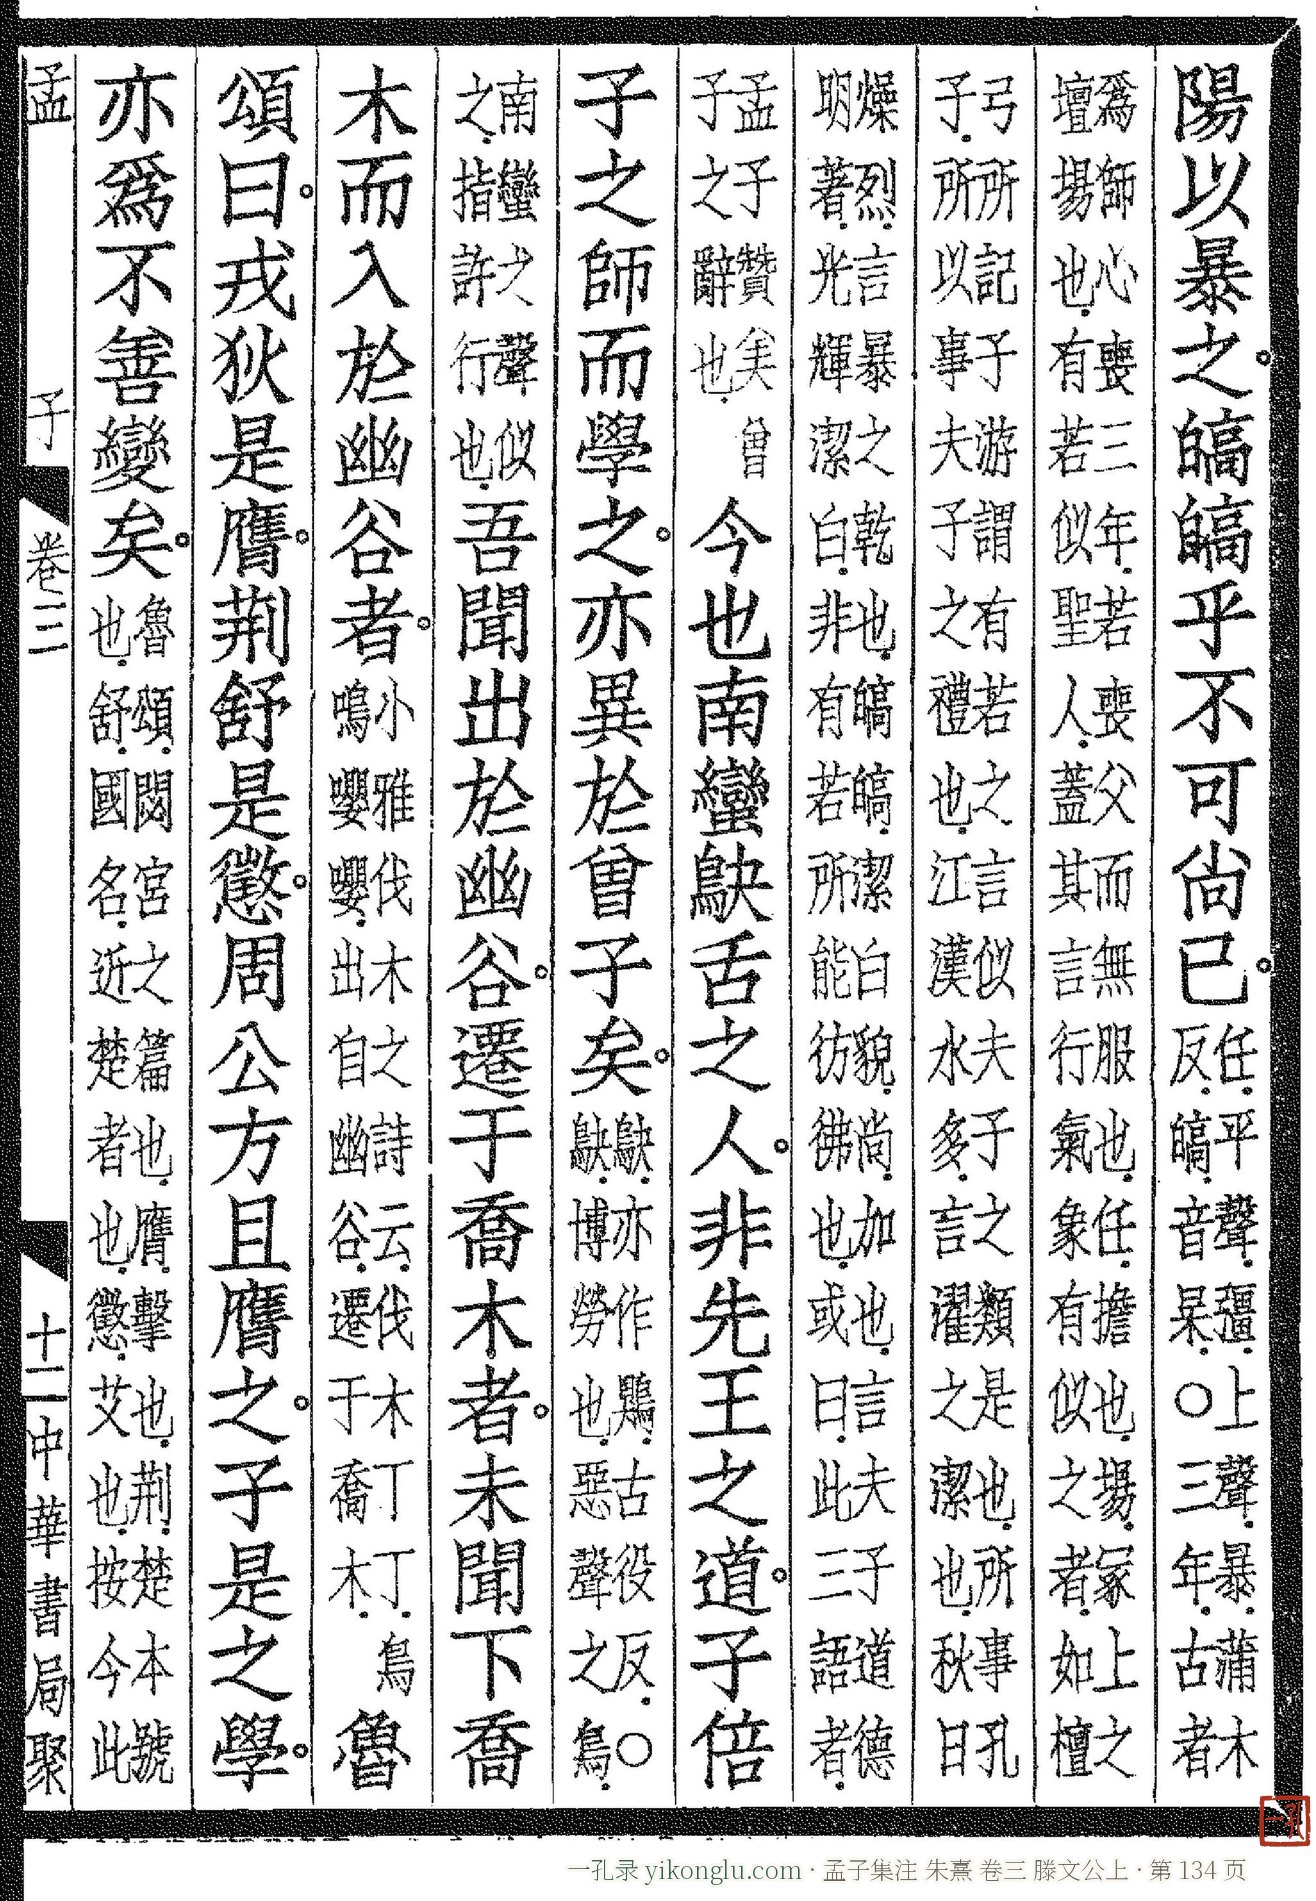 陽以暴之。皜皜乎不可尚已。任平聲彊上聲暴蒲木
反皜音杲○三年古者
爲師心喪三年若喪父而無服也任擔也場冢上之
壇場也有若似聖人蓋其言行氣象有似之者如檀
弓所記子游謂有若之言似夫子之類是也所事孔
子所以事夫子之禮也江漢水多言濯之潔也秋日
燥烈言暴之乾也皜皜潔白貌尚加也言夫子道德
明著光輝潔白非有若所能彷彿也或曰此三語者
孟子贊美曾
子之辭也
今也南蠻鴃舌之人。非先王之道。子倍
子之師而學之。亦異於曾子矣。鴃亦作鶪古役反○
鴃博勞也惡聲之鳥
南蠻之聲似
之指許行也
吾聞出於幽谷。遷于喬木者。未聞下喬
木而入於幽谷者。小雅伐木之詩云伐木丁丁鳥
鳴嚶嚶出自幽谷遷于喬木
魯
頌曰。戎狄是膺。荊舒是懲。周公方且膺之。子是之學。
亦爲不善變矣。魯頌閟宮之篇也膺擊也荊楚本號
也舒國名近楚者也懲艾也按今此
孟子 卷三 十二 中華書局聚
一孔录 yikonglu.com · 孟子集注 朱熹 卷三 滕文公上 · 第 134 页